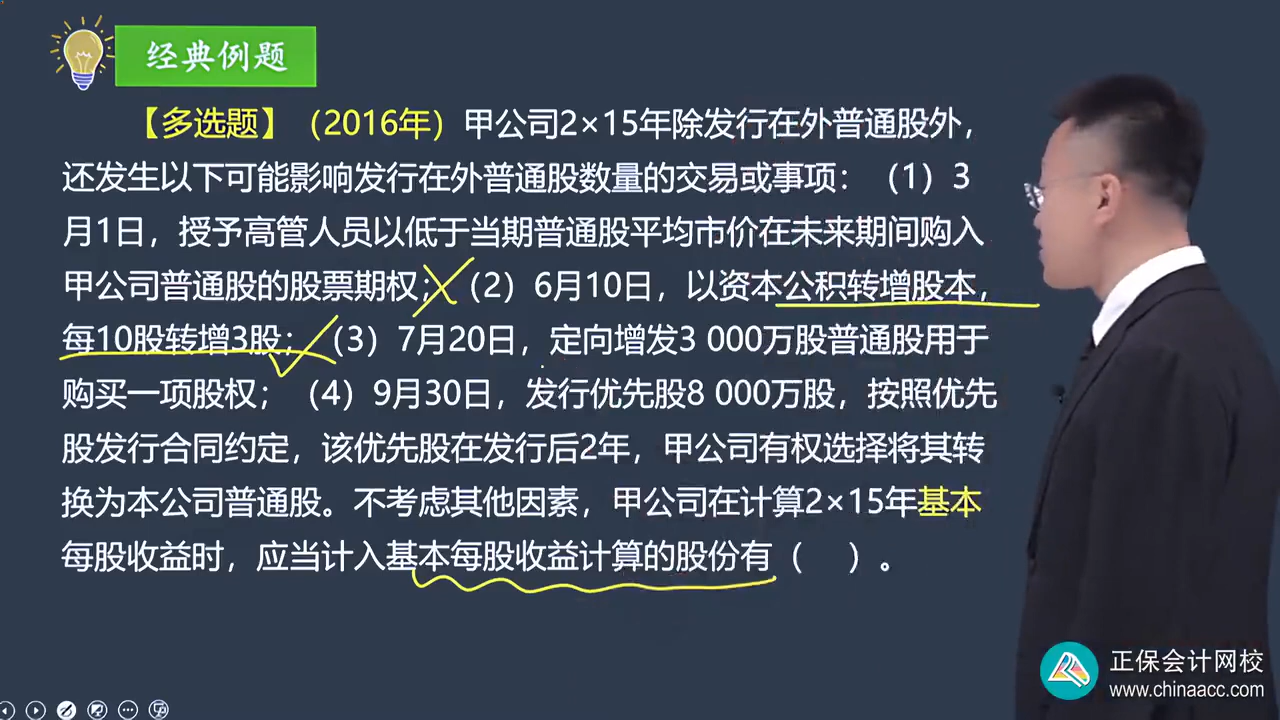 经典例题
【多选题】（2016年）甲公司2×15年除发行在外普通股外，
还发生以下可能影响发行在外普通股数量的交易或事项：（1）3
月1日，授予高管人员以低于当期普通股平均市价在未来期间购入
甲公司普通股的股票期权；（2）6月10日，以资本公积转增股本，
每10股转增3股；（3）7月20日，定向增发3 000万股普通股用于
购买一项股权；（4）9月30日，发行优先股8 000万股，按照优先
股发行合同约定，该优先股在发行后2年，甲公司有权选择将其转
换为本公司普通股。不考虑其他因素，甲公司在计算2×15年基本
每股收益时，应当计入基本每股收益计算的股份有（　）。
正保会计网校
www.chinaacc.com